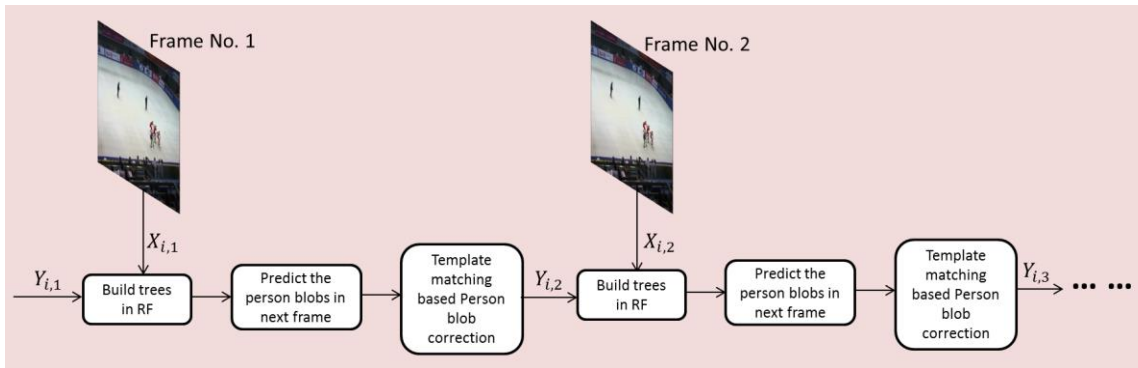 Frame No. 1
Frame No. 2
X_{i,1}
X_{i,2}
Y_{i,1}
Build trees
in RF
Predict the
person blobs in
next frame
Template
matching
based Person
blob
correction
Y_{i,2}
Build trees
in RF
Predict the
person blobs in
next frame
Template
matching
based Person
blob
correction
Y_{i,3}
... ...